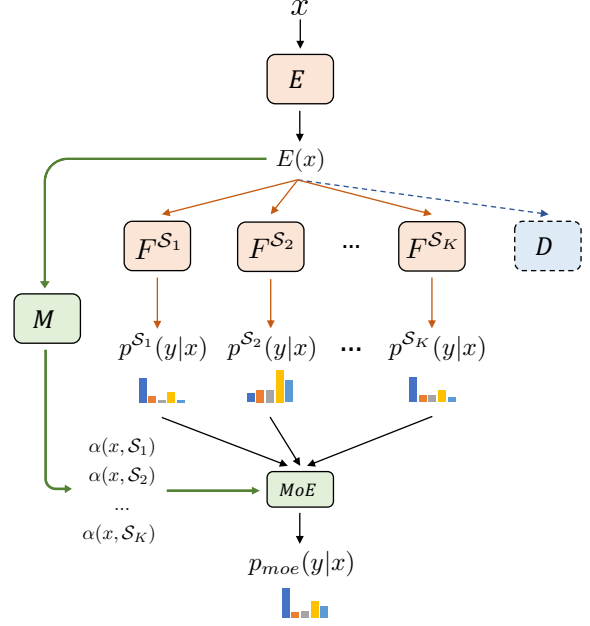 x
E
E(x)
F^{S_1} F^{S_2} ... F^{S_K} D
M
p^{S_1}(y|x) p^{S_2}(y|x) ... p^{S_K}(y|x)
α(x, S_1)
α(x, S_2)
...
α(x, S_K)
MoE
p_{moe}(y|x)